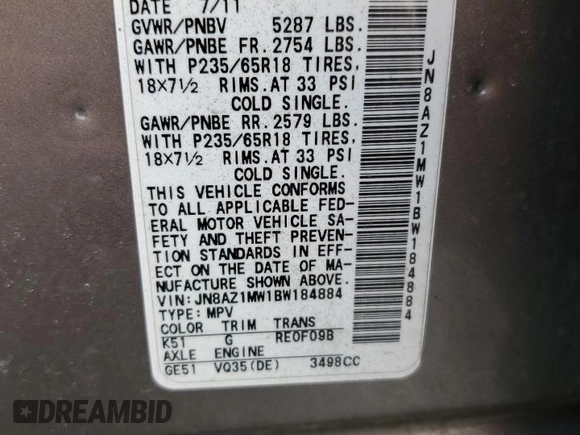 DATE 7/11
GVWR/PNBV 5287 LBS.
GAWR/PNBE FR. 2754 LBS.
WITH P235/65R18 TIRES,
18×7½ RIMS. AT 33 PSI
COLD SINGLE.
GAWR/PNBE RR. 2579 LBS.
WITH P235/65R18 TIRES,
18×7½ RIMS. AT 33 PSI
COLD SINGLE.
THIS VEHICLE CONFORMS
TO ALL APPLICABLE FED-
ERAL MOTOR VEHICLE SA-
FETY AND THEFT PREVEN-
TION STANDARDS IN EFF-
ECT ON THE DATE OF MA-
NUFACTURE SHOWN ABOVE.
VIN: JN8AZ1MW1BW184884
TYPE: MPV
COLOR TRIM TRANS
K51 G RE0F09B
AXLE ENGINE
GE51 VQ35(DE) 3498CC
JN8AZ1MW1BW184884
DREAMBID